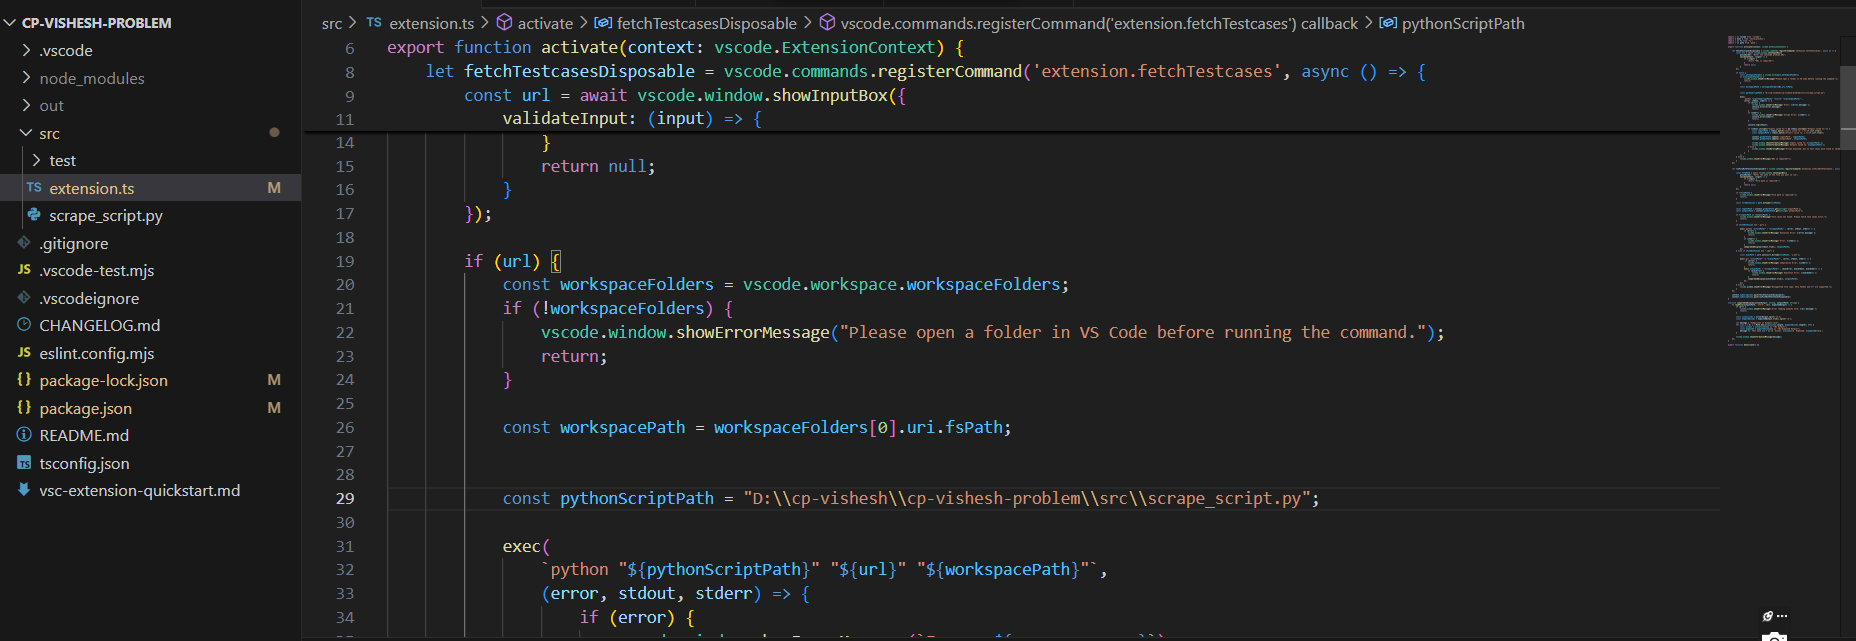 CP-VISHESH-PROBLEM
.vscode
node_modules
out
src
test
TS extension.ts M
scrape_script.py
.gitignore
JS .vscode-test.mjs
.vscodeignore
CHANGELOG.md
JS eslint.config.mjs
{} package-lock.json M
{} package.json M
README.md
TS tsconfig.json
vsc-extension-quickstart.md
src > TS extension.ts > activate > fetchTestcasesDisposable > vscode.commands.registerCommand('extension.fetchTestcases') callback > pythonScriptPath
6 export function activate(context: vscode.ExtensionContext) {
8 let fetchTestcasesDisposable = vscode.commands.registerCommand('extension.fetchTestcases', async () => {
9 const url = await vscode.window.showInputBox({
11 validateInput: (input) => {
14 }
15 return null;
16 }
17 });
18
19 if (url) {
20 const workspaceFolders = vscode.workspace.workspaceFolders;
21 if (!workspaceFolders) {
22 vscode.window.showErrorMessage("Please open a folder in VS Code before running the command.");
23 return;
24 }
25
26 const workspacePath = workspaceFolders[0].uri.fsPath;
27
28
29 const pythonScriptPath = "D:\\cp-vishesh\\cp-vishesh-problem\\src\\scrape_script.py";
30
31 exec(
32 `python "${pythonScriptPath}" "${url}" "${workspacePath}"`,
33 (error, stdout, stderr) => {
34 if (error) {